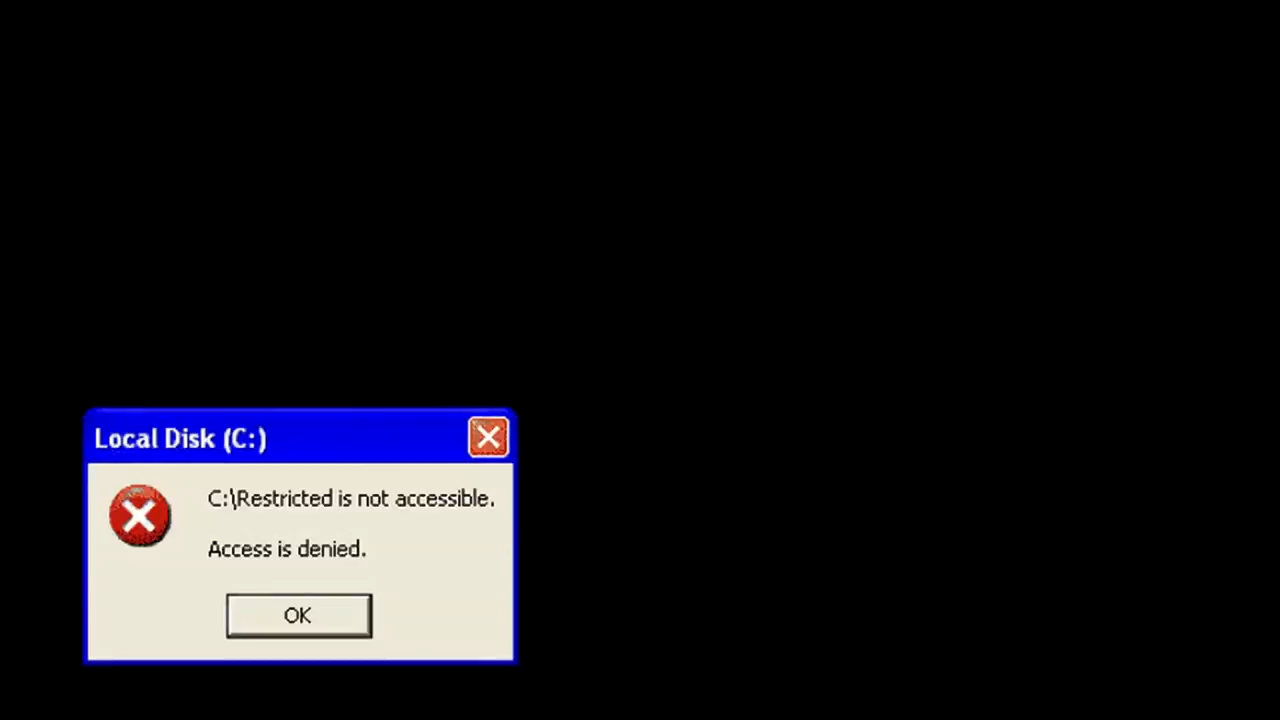 Local Disk (C:)
C:\Restricted is not accessible.
Access is denied.
OK